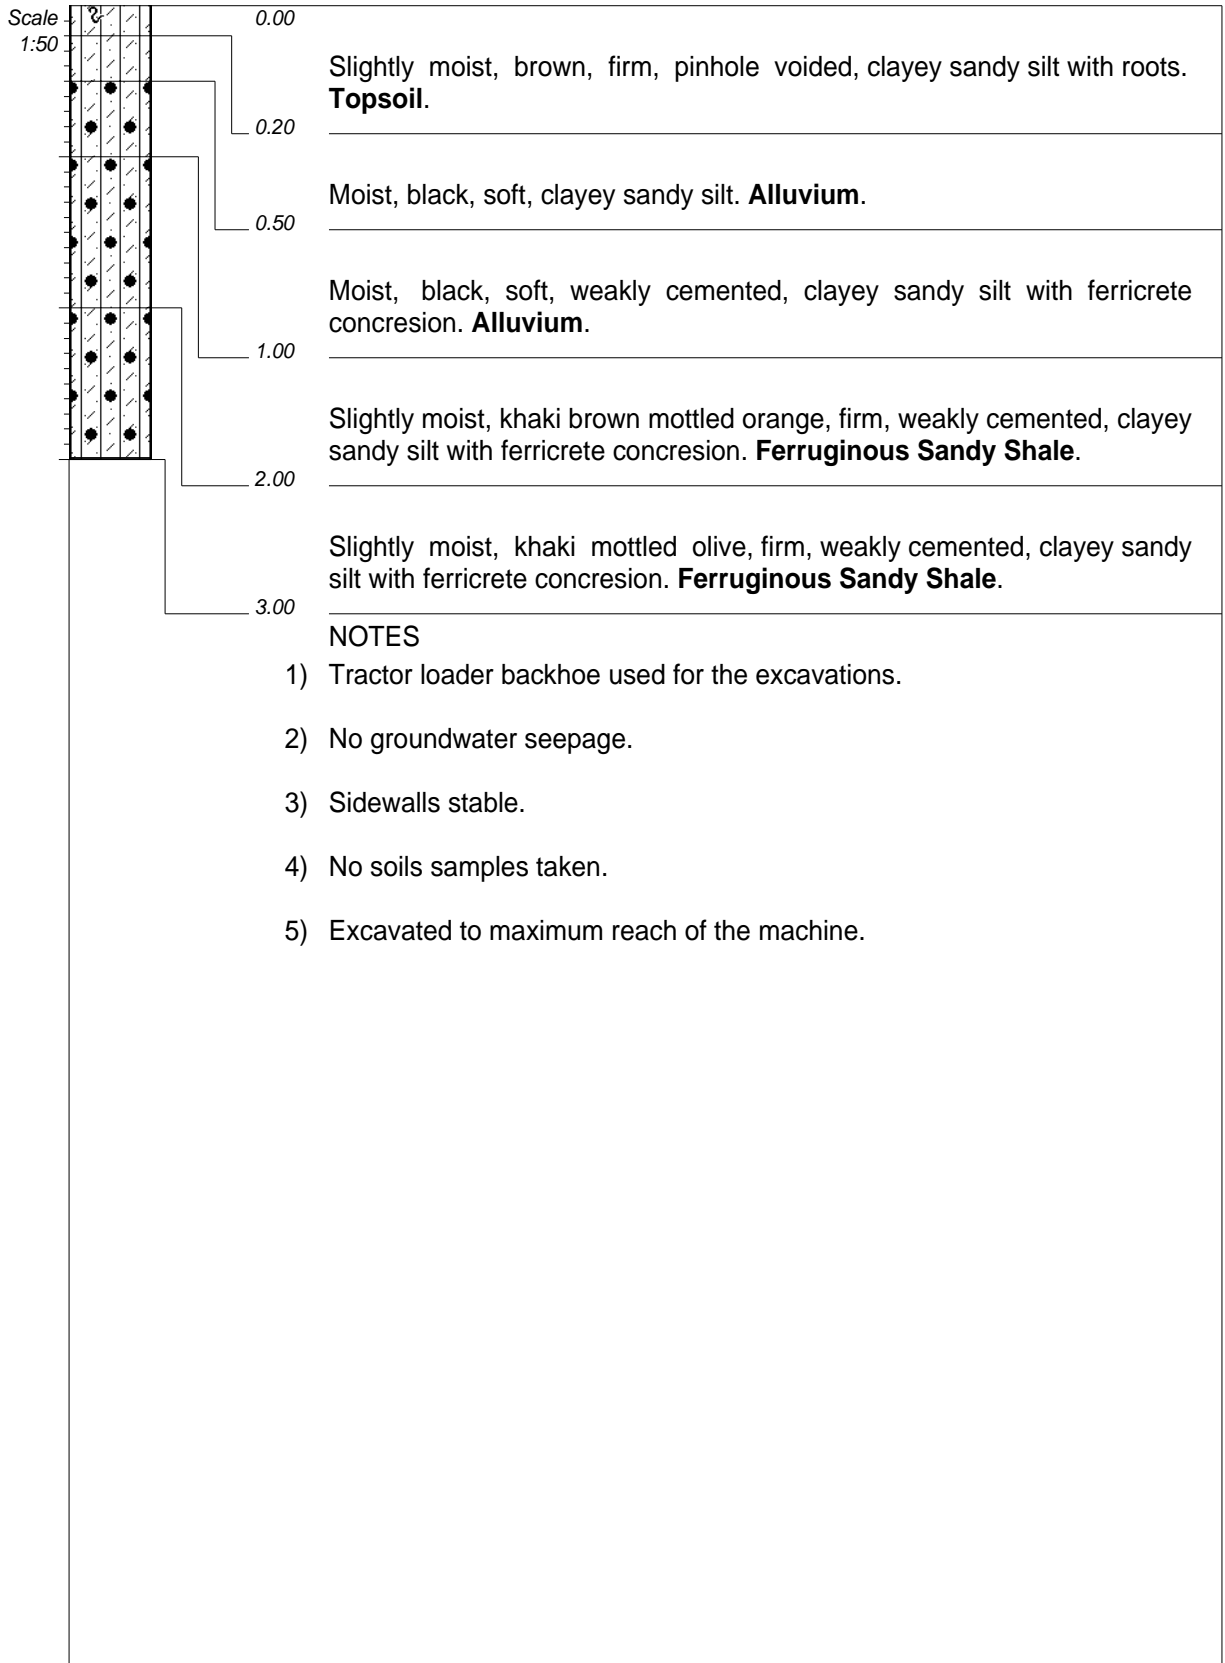 Scale
1:50
0.00
Slightly moist, brown, firm, pinhole voided, clayey sandy silt with roots.
Topsoil.
0.20
Moist, black, soft, clayey sandy silt. Alluvium.
0.50
Moist, black, soft, weakly cemented, clayey sandy silt with ferricrete
concresion. Alluvium.
1.00
Slightly moist, khaki brown mottled orange, firm, weakly cemented, clayey
sandy silt with ferricrete concresion. Ferruginous Sandy Shale.
2.00
Slightly moist, khaki mottled olive, firm, weakly cemented, clayey sandy
silt with ferricrete concresion. Ferruginous Sandy Shale.
3.00
NOTES
1) Tractor loader backhoe used for the excavations.
2) No groundwater seepage.
3) Sidewalls stable.
4) No soils samples taken.
5) Excavated to maximum reach of the machine.